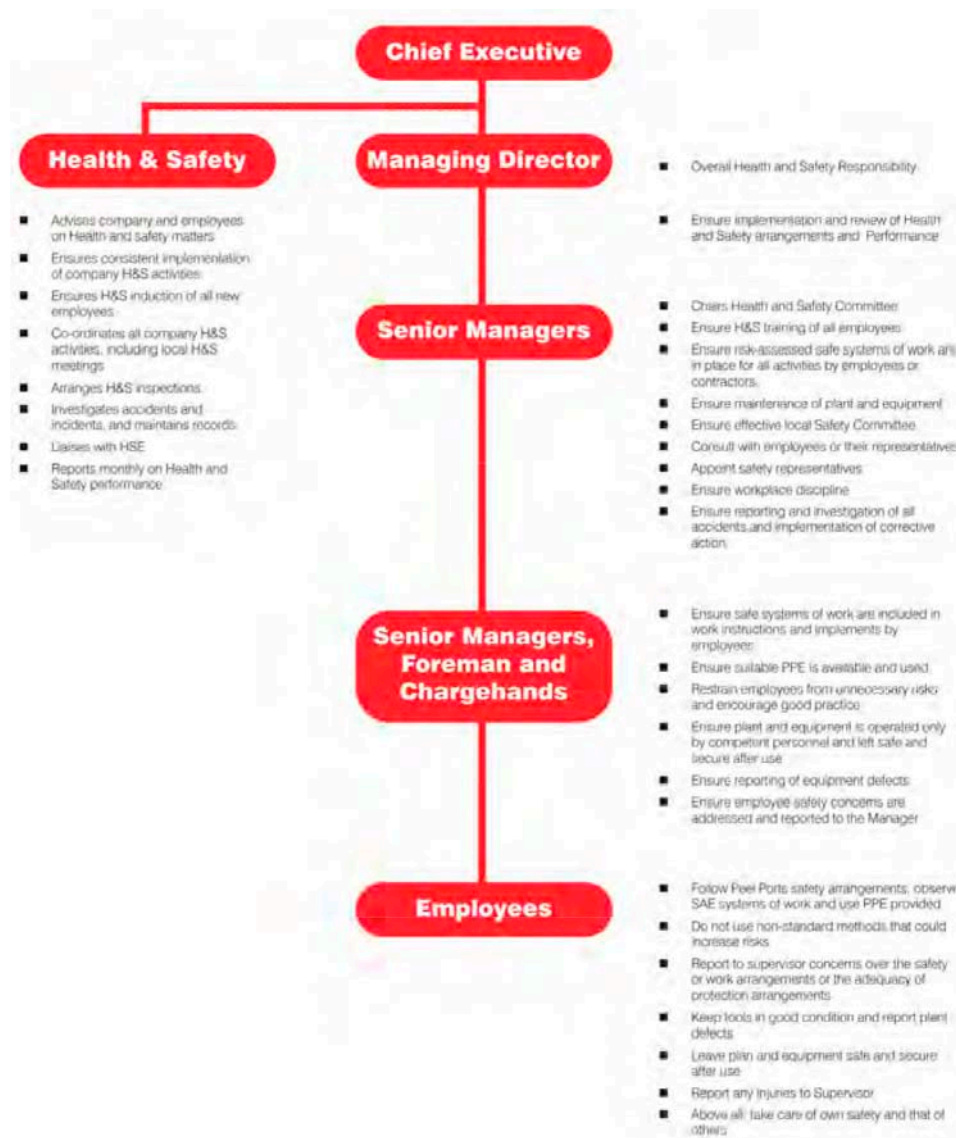 Chief Executive
Health & Safety
Advises company and employees
on Health and safety matters
Ensures consistent implementation
of company H&S activities
Ensures H&S induction of all new
employees
Co-ordinates all company H&S
activities, including local H&S
meetings
Arranges H&S inspections
Investigates accidents and
incidents, and maintains records
Liaises with HSE
Reports monthly on Health and
Safety performance
Managing Director
Overall Health and Safety Responsibility
Ensure implementation and review of Health
and Safety arrangements and Performance
Senior Managers
Chairs Health and Safety Committee
Ensure H&S training of all employees
Ensure risk-assessed safe systems of work are
in place for all activities by employees or
contractors.
Ensure maintenance of plant and equipment
Ensure effective local Safety Committee
Consult with employees or their representatives
Appoint safety representatives
Ensure workplace discipline
Ensure reporting and investigation of all
accidents and implementation of corrective
action.
Senior Managers,
Foreman and
Chargehands
Ensure safe systems of work are included in
work instructions and implements by
employees
Ensure suitable PPE is available and used
Restrain employees from unnecessary risks
and encourage good practice
Ensure plant and equipment is operated only
by competent personnel and left safe and
secure after use
Ensure reporting of equipment defects
Ensure employee safety concerns are
addressed and reported to the Manager
Employees
Follow Peel Ports safety arrangements, observe
SAE systems of work and use PPE provided
Do not use non-standard methods that could
increase risks
Report to supervisor concerns over the safety
or work arrangements or the adequacy of
protection arrangements
Keep tools in good condition and report plant
defects
Leave plan and equipment safe and secure
after use
Report any Injuries to Supervisor
Above all: take care of own safety and that of
others